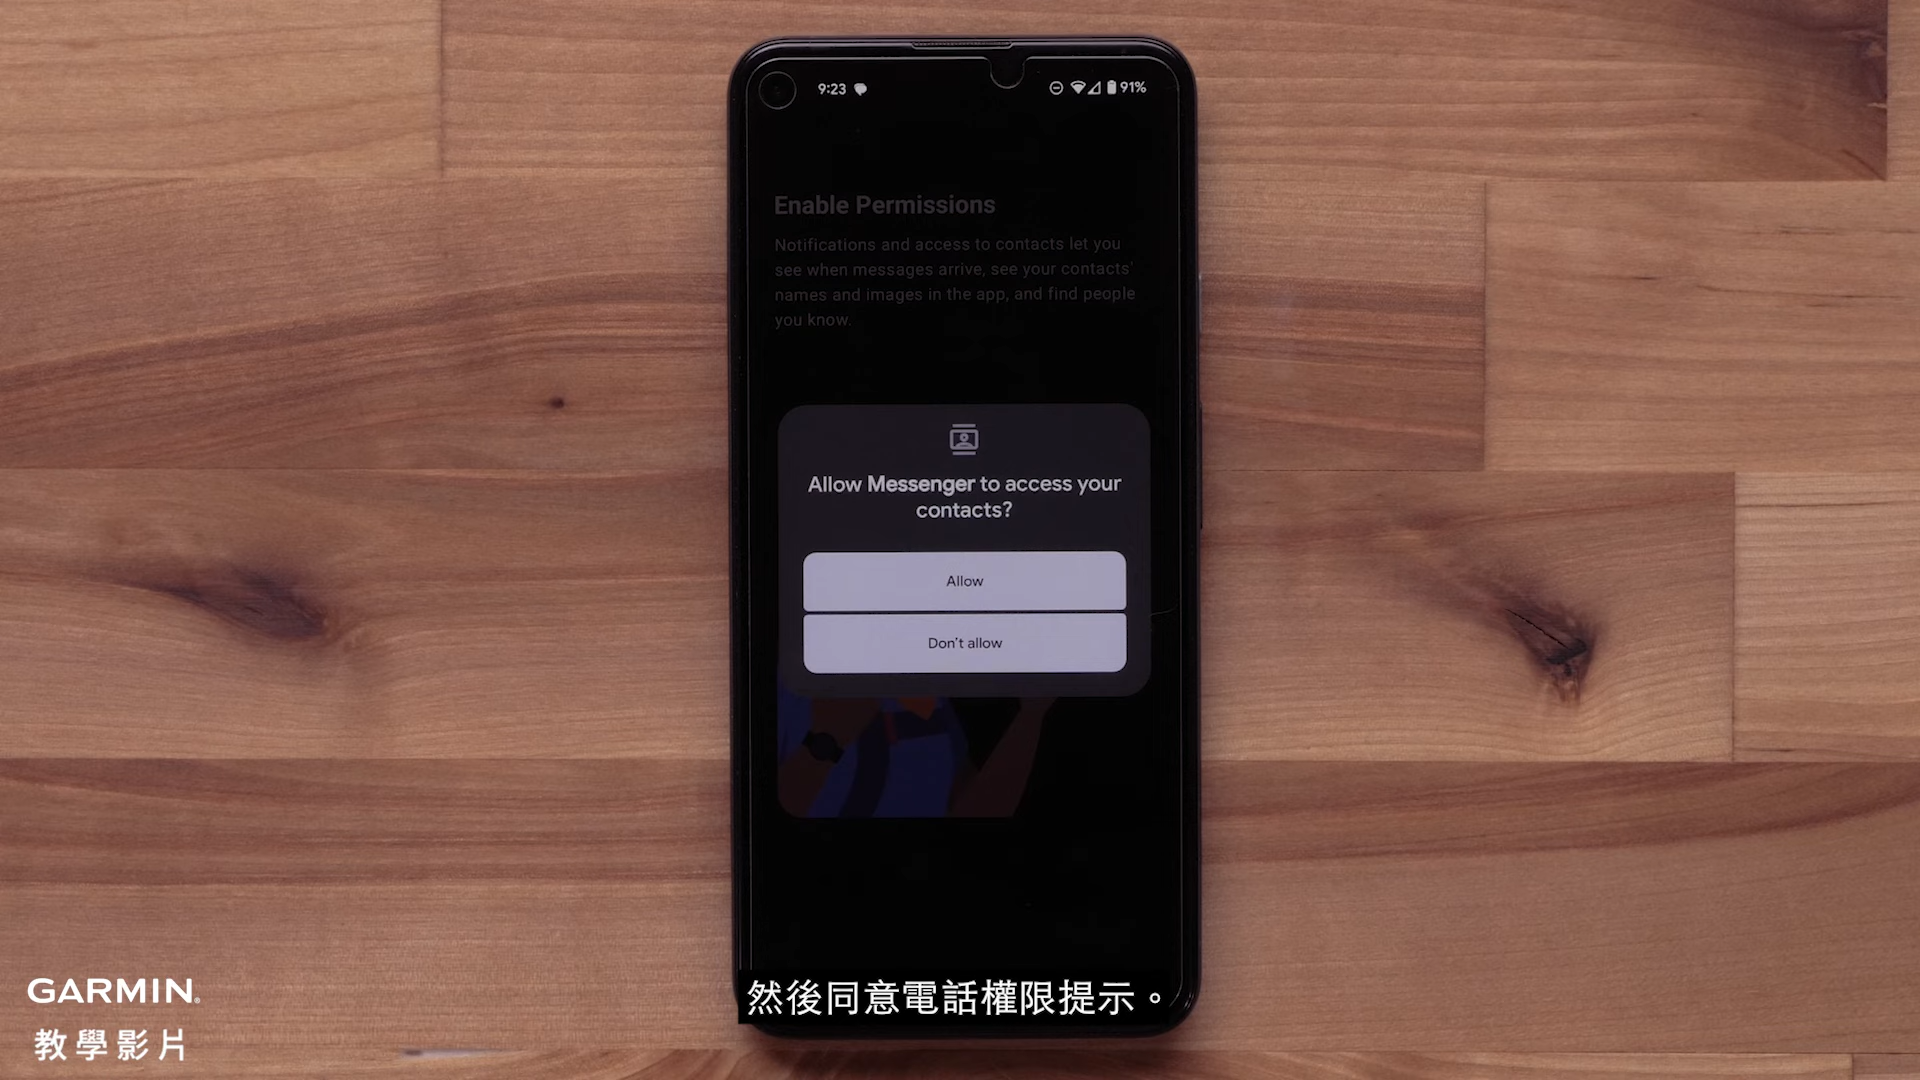 9:23
91%
Enable Permissions
Notifications and access to contacts let you
see when messages arrive, see your contacts'
names and images in the app, and find people
you know.
Allow Messenger to access your
contacts?
Allow
Don't allow
然後同意電話權限提示。
GARMIN®
教學影片